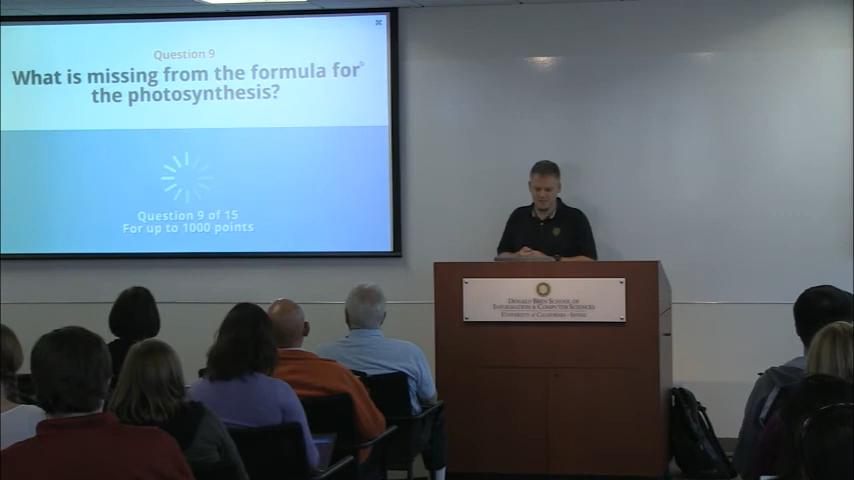 Question 9
What is missing from the formula for
the photosynthesis?
Question 9 of 15
For up to 1000 points
Donald Bren School of
Information & Computer Sciences
University of California - Irvine